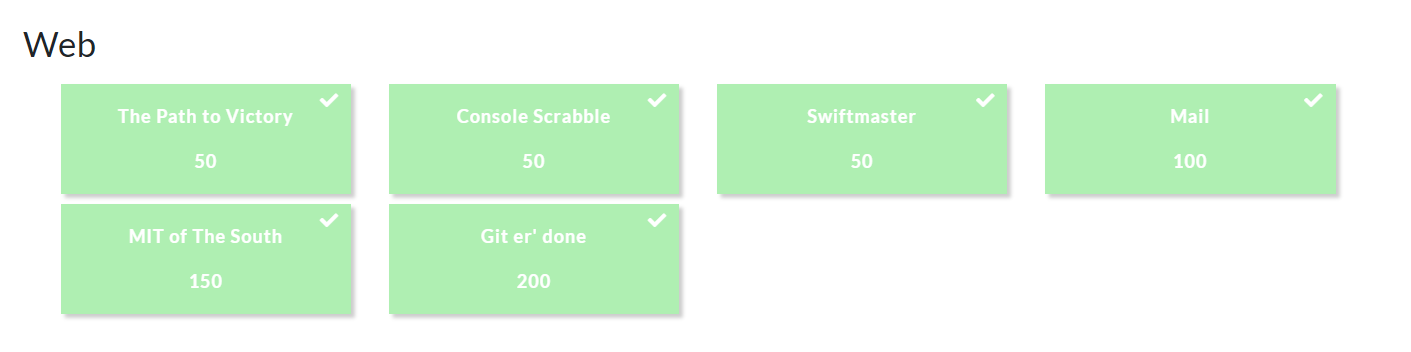 Web
The Path to Victory
50
Console Scrabble
50
Swiftmaster
50
Mail
100
MIT of The South
150
Git er' done
200